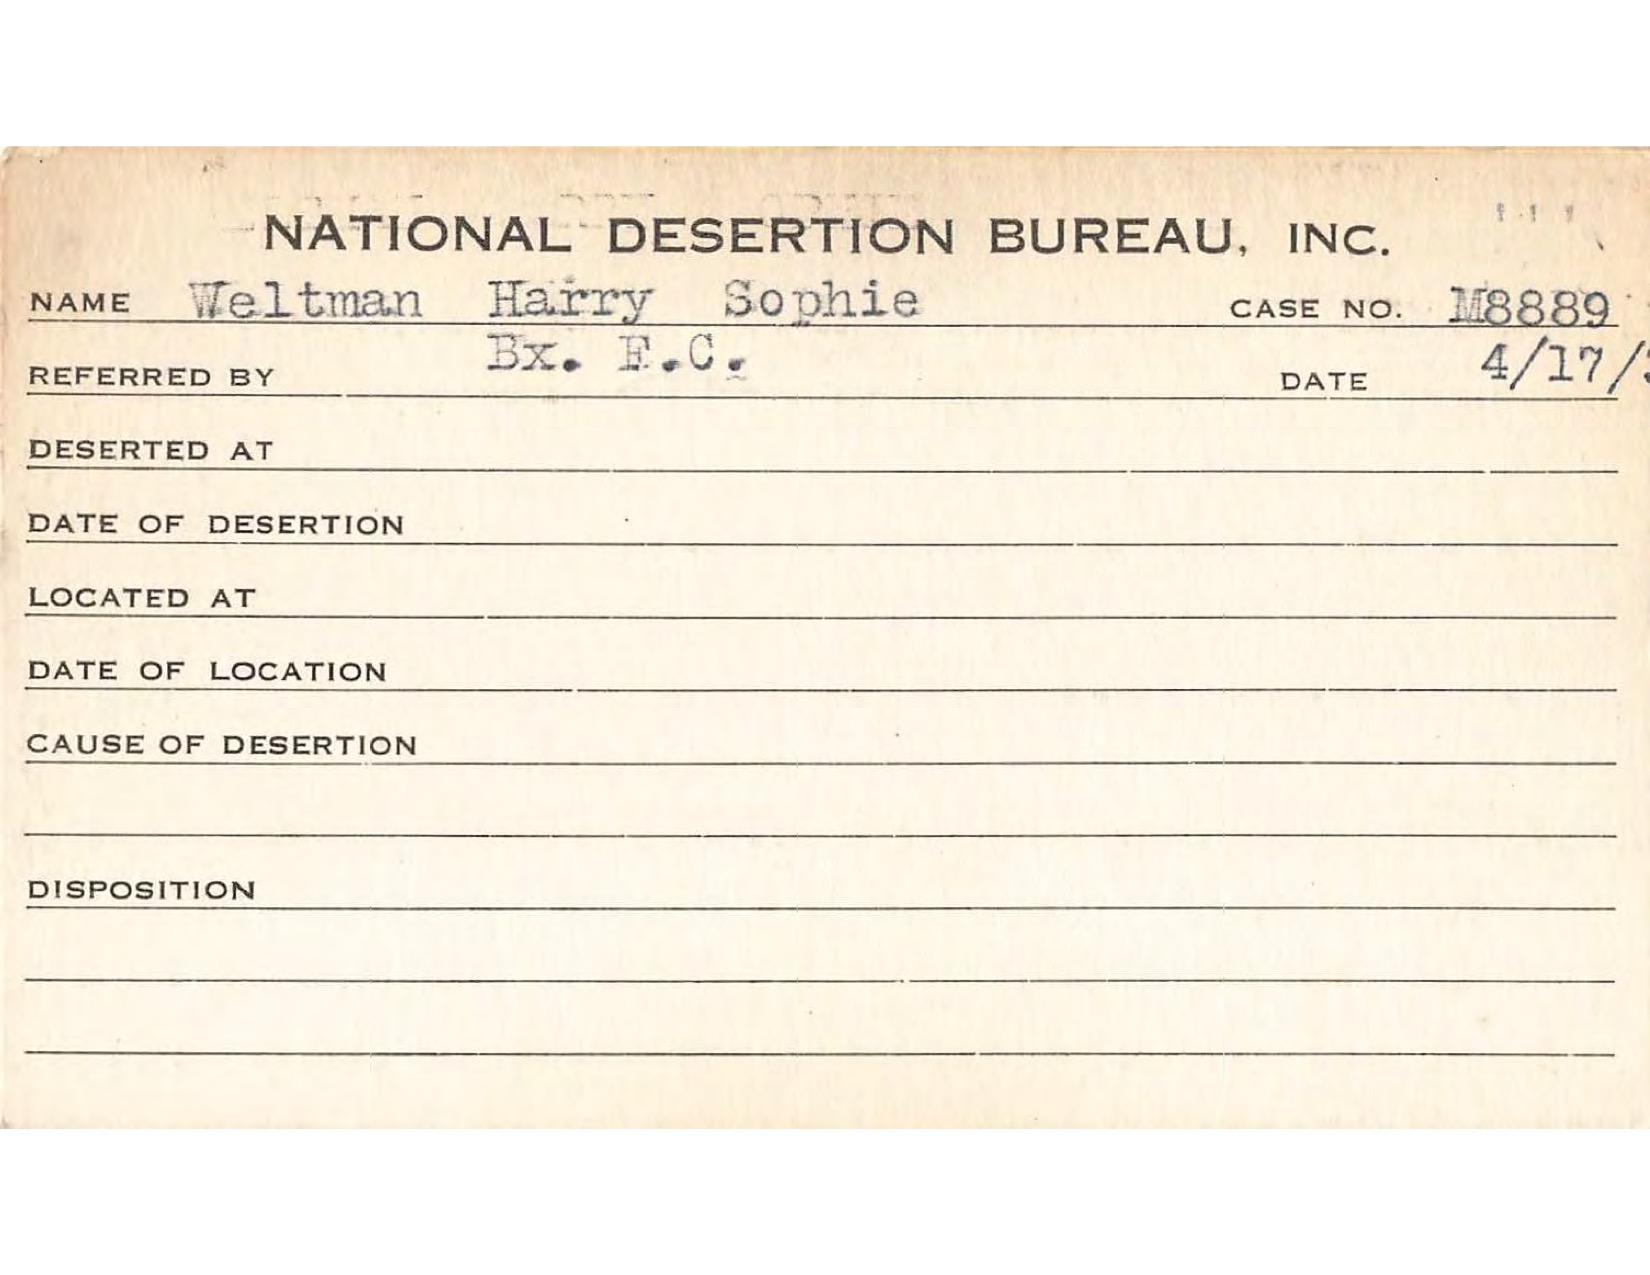 NATIONAL DESERTION BUREAU, INC.
NAME Weltman Harry Sophie CASE NO. M8889
REFERRED BY Bx. F.C. DATE 4/17/
DESERTED AT
DATE OF DESERTION
LOCATED AT
DATE OF LOCATION
CAUSE OF DESERTION
DISPOSITION